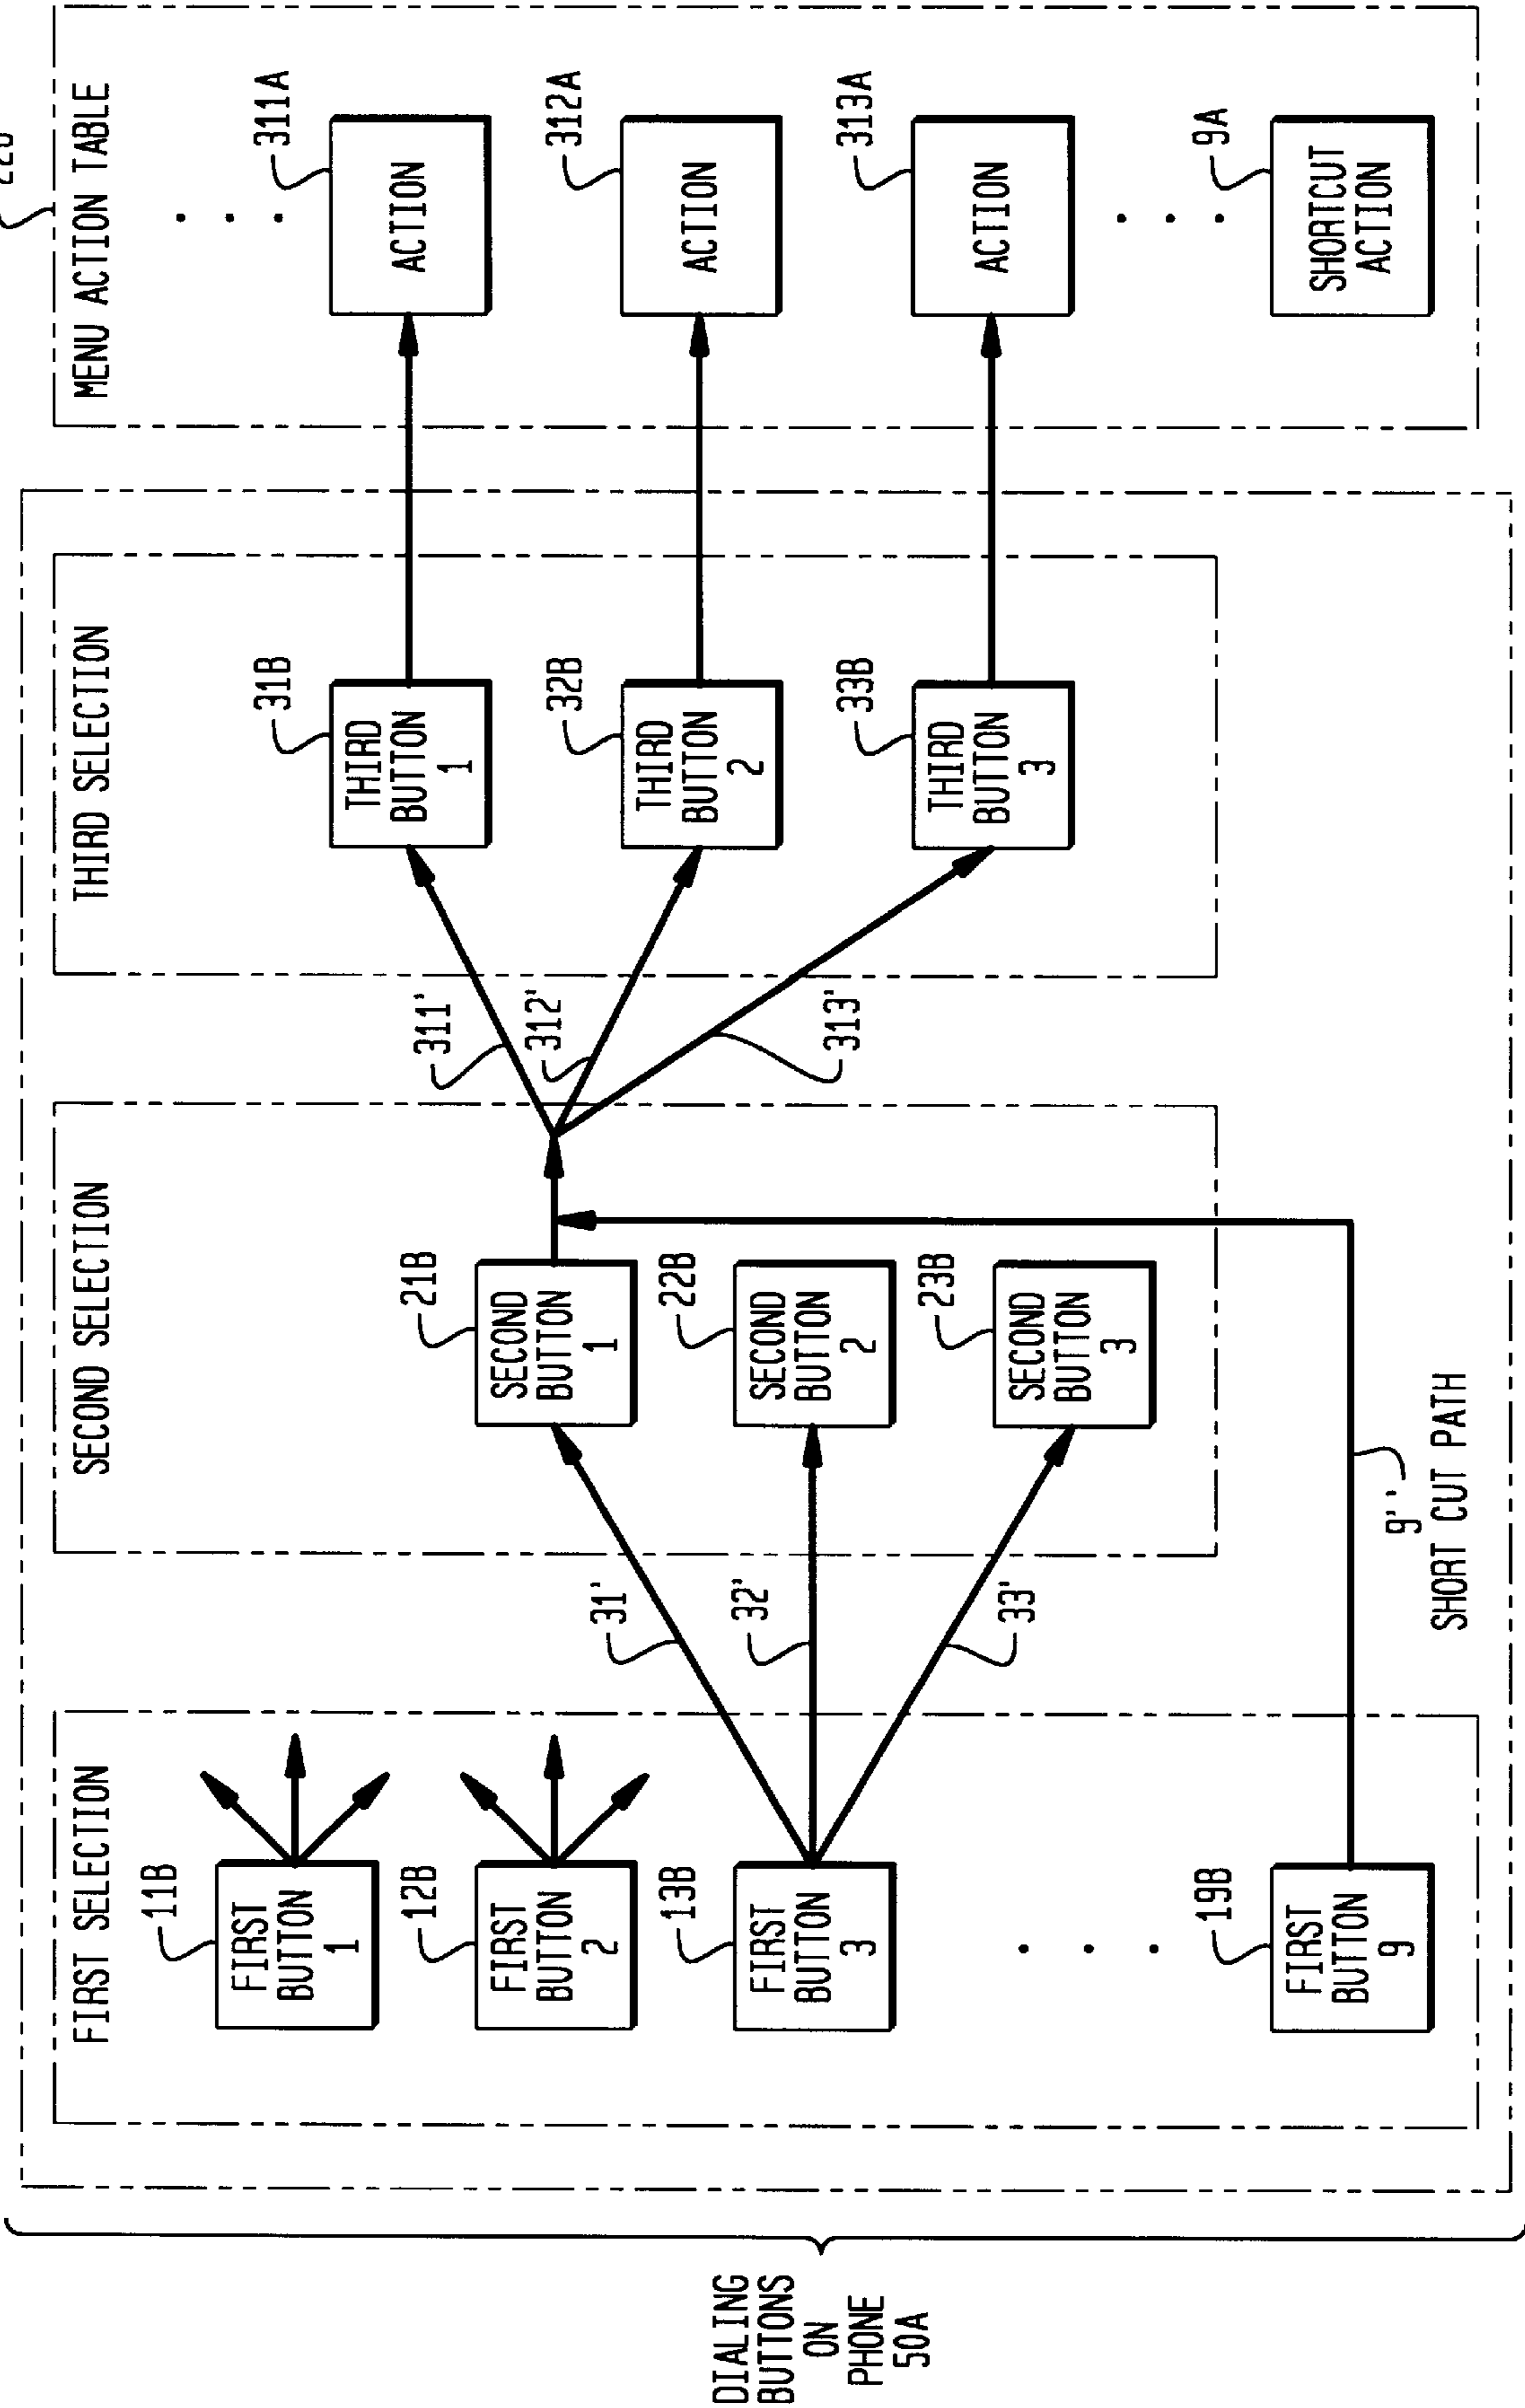 DIALING
BUTTONS
ON
PHONE
50A
FIRST SELECTION
11B
FIRST
BUTTON
1
12B
FIRST
BUTTON
2
13B
FIRST
BUTTON
3
19B
FIRST
BUTTON
9
31'
32'
33'
9''
SHORT CUT PATH
SECOND SELECTION
21B
SECOND
BUTTON
1
22B
SECOND
BUTTON
2
23B
SECOND
BUTTON
3
311'
312'
313'
THIRD SELECTION
31B
THIRD
BUTTON
1
32B
THIRD
BUTTON
2
33B
THIRD
BUTTON
3
MENU ACTION TABLE
311A
ACTION
312A
ACTION
313A
ACTION
9A
SHORTCUT
ACTION